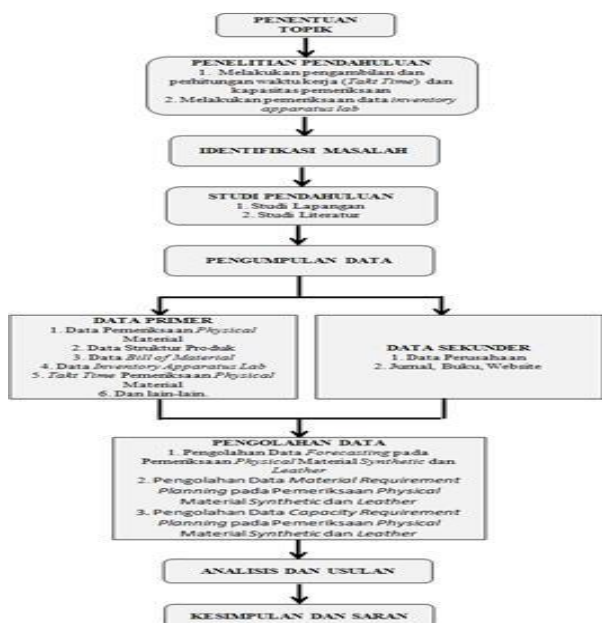 PENENTUAN
TOPIK
PENELITIAN PENDAHULUAN
1. Melakukan pengambilan dan
perhitungan waktu kerja (Takt Time) dan
kapasitas pemeriksaan
2. Melakukan pemeriksaan data inventory
apparatus lab
IDENTIFIKASI MASALAH
STUDI PENDAHULUAN
1. Studi Lapangan
2. Studi Literatur
PENGUMPULAN DATA
DATA PRIMER
1. Data Pemeriksaan Physical
Material
2. Data Struktur Produk
3. Data Bill of Material
4. Data Inventory Apparatus Lab
5. Takt Time Pemeriksaan Physical
Material
6. Dan lain-lain.
DATA SEKUNDER
1. Data Perusahaan
2. Jurnal, Buku, Website
PENGOLAHAN DATA
1. Pengolahan Data Forecasting pada
Pemeriksaan Physical Material Synthetic dan
Leather
2. Pengolahan Data Material Requirement
Planning pada Pemeriksaan Physical
Material Synthetic dan Leather
3. Pengolahan Data Capacity Requirement
Planning pada Pemeriksaan Physical
Material Synthetic dan Leather
ANALISIS DAN USULAN
KESIMPULAN DAN SARAN